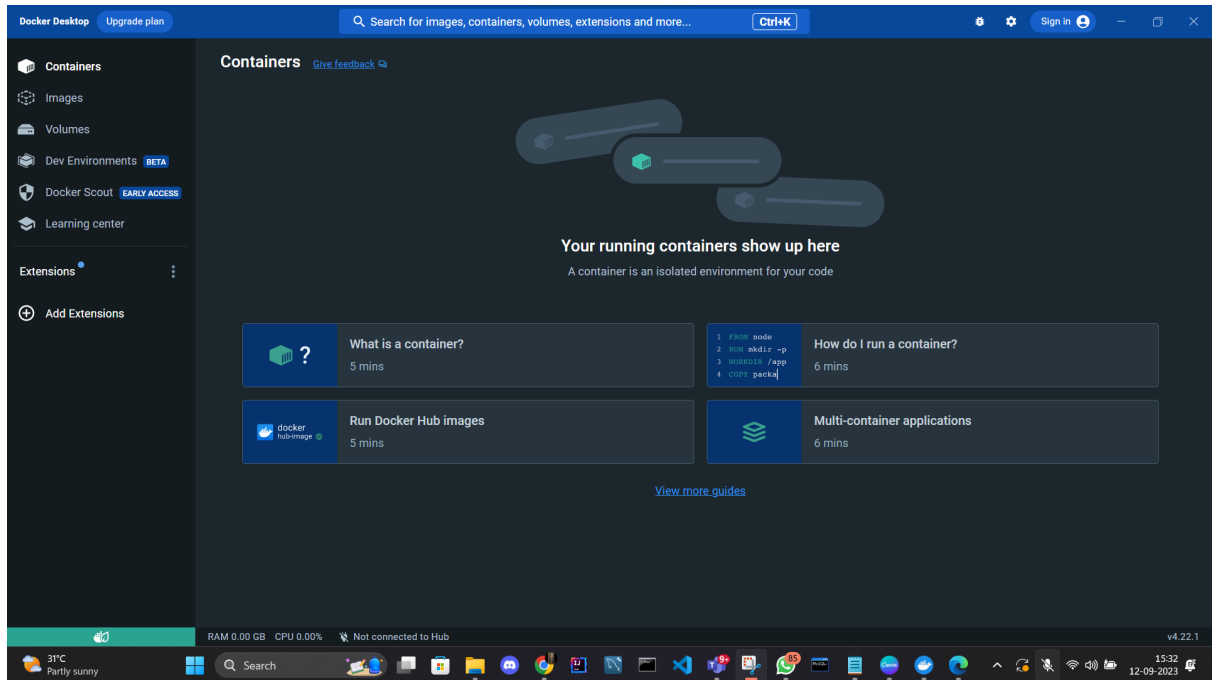 Docker Desktop Upgrade plan Search for images, containers, volumes, extensions and more... Ctrl+K Sign in
Containers
Images
Volumes
Dev Environments BETA
Docker Scout EARLY ACCESS
Learning center
Extensions
Add Extensions
Containers Give feedback
Your running containers show up here
A container is an isolated environment for your code
?
What is a container?
5 mins
1 FROM node
2 RUN mkdir -p
3 WORKDIR /app
4 COPY packa
How do I run a container?
6 mins
docker
hub-image
Run Docker Hub images
5 mins
Multi-container applications
6 mins
View more guides
RAM 0.00 GB CPU 0.00% Not connected to Hub v4.22.1
31°C
Partly sunny
Search
9+
85
15:32
12-09-2023